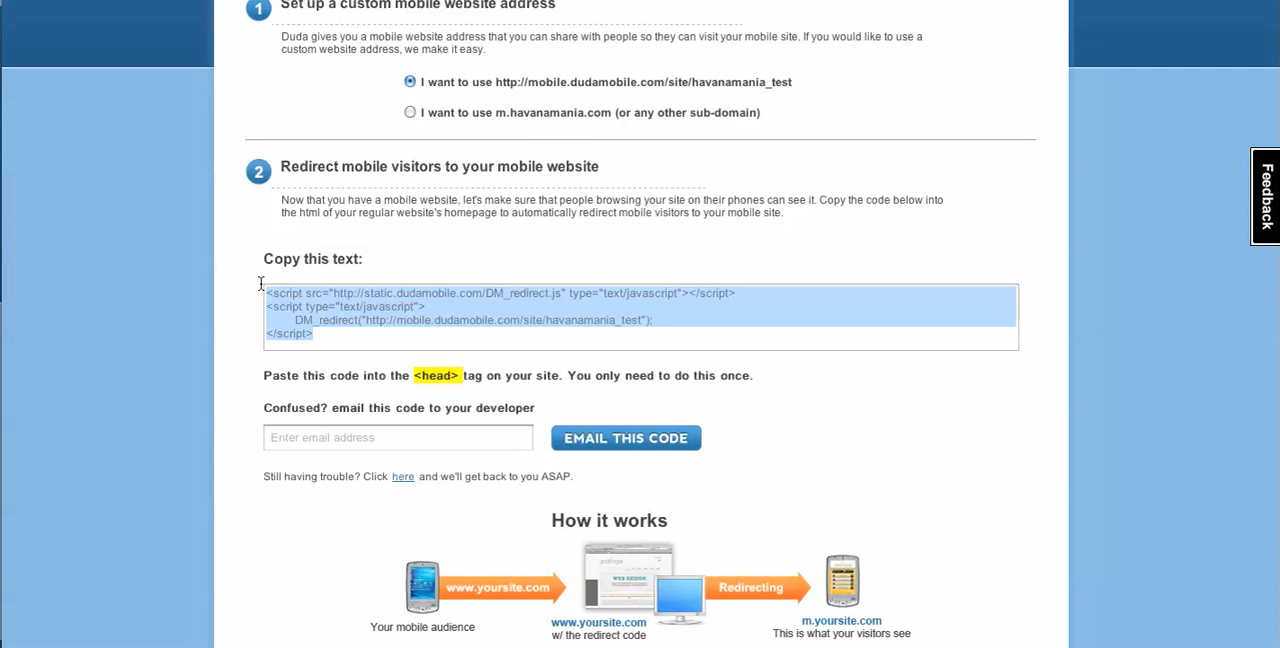 1 Set up a custom mobile website address
Duda gives you a mobile website address that you can share with people so they can visit your mobile site. If you would like to use a
custom website address, we make it easy.
I want to use http://mobile.dudamobile.com/site/havanamania_test
I want to use m.havanamania.com (or any other sub-domain)
Feedback
2 Redirect mobile visitors to your mobile website
Now that you have a mobile website, let's make sure that people browsing your site on their phones can see it. Copy the code below into
the html of your regular website's homepage to automatically redirect mobile visitors to your mobile site.
Copy this text:
<script src="http://static.dudamobile.com/DM_redirect.js" type="text/javascript"></script>
<script type="text/javascript">
DM_redirect("http://mobile.dudamobile.com/site/havanamania_test");
</script>
Paste this code into the <head> tag on your site. You only need to do this once.
Confused? email this code to your developer
Enter email address
EMAIL THIS CODE
Still having trouble? Click here and we'll get back to you ASAP.
How it works
www.yoursite.com
WEB DESIGN
Redirecting
Your mobile audience
www.yoursite.com
w/ the redirect code
m.yoursite.com
This is what your visitors see